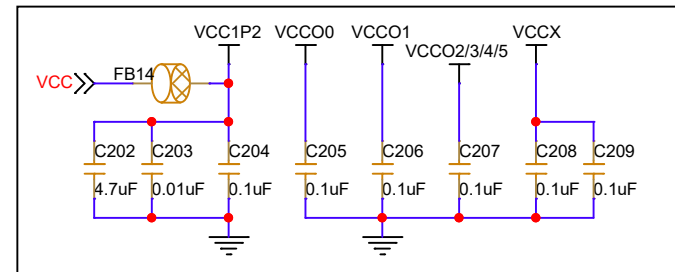 VCC1P2 VCCO0 VCCO1 VCCO2/3/4/5 VCCX
VCC FB14
C202 C203 C204 C205 C206 C207 C208 C209
4.7uF 0.01uF 0.1uF 0.1uF 0.1uF 0.1uF 0.1uF 0.1uF